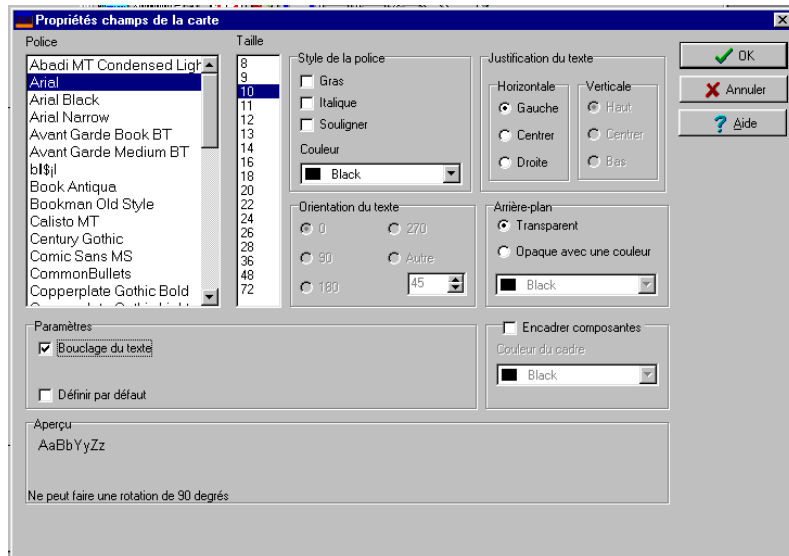 Propriétés champs de la carte
Police
Abadi MT Condensed Ligh
Arial
Arial Black
Arial Narrow
Avant Garde Book BT
Avant Garde Medium BT
Book Antiqua
Bookman Old Style
Calisto MT
Century Gothic
Comic Sans MS
CommonBullets
Copperplate Gothic Bold
Taille
8
9
10
11
12
13
14
16
18
20
22
24
26
28
36
48
72
Style de la police
Gras
Italique
Souligner
Couleur
Black
Justification du texte
Horizontale
Gauche
Centrer
Droite
Verticale
Haut
Centrer
Bas
OK
Annuler
Aide
Orientation du texte
0
270
90
Autre
180
45
Arrière-plan
Transparent
Opaque avec une couleur
Black
Paramètres
Bouclage du texte
Définir par défaut
Encadrer composantes
Couleur du cadre
Black
Aperçu
AaBbYyZz
Ne peut faire une rotation de 90 degrés